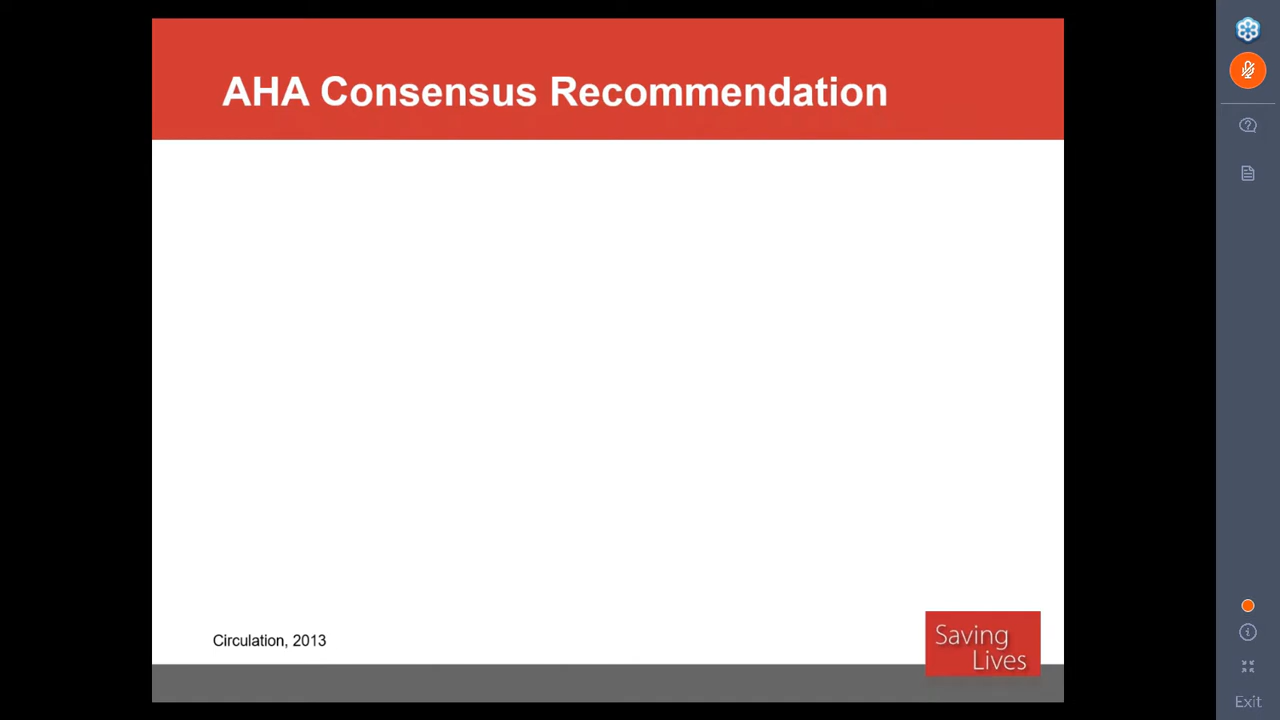 AHA Consensus Recommendation
Circulation, 2013
Saving
Lives
Exit